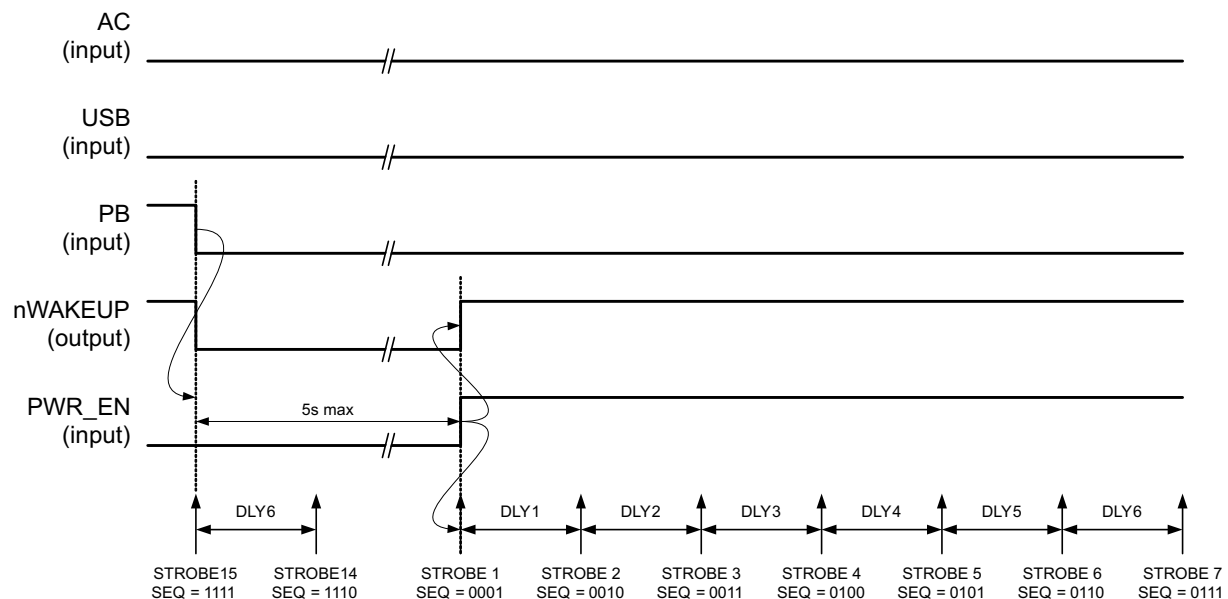 AC
(input)
USB
(input)
PB
(input)
nWAKEUP
(output)
PWR_EN
(input)
5s max
DLY6
DLY1
DLY2
DLY3
DLY4
DLY5
DLY6
STROBE15
SEQ = 1111
STROBE14
SEQ = 1110
STROBE 1
SEQ = 0001
STROBE 2
SEQ = 0010
STROBE 3
SEQ = 0011
STROBE 4
SEQ = 0100
STROBE 5
SEQ = 0101
STROBE 6
SEQ = 0110
STROBE 7
SEQ = 0111